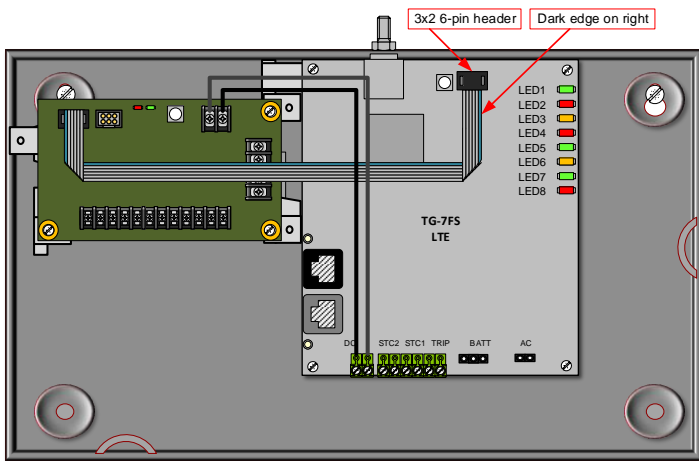 3x2 6-pin header
Dark edge on right
LED1
LED2
LED3
LED4
LED5
LED6
LED7
LED8
TG-7FS
LTE
DC STC2 STC1 TRIP BATT AC